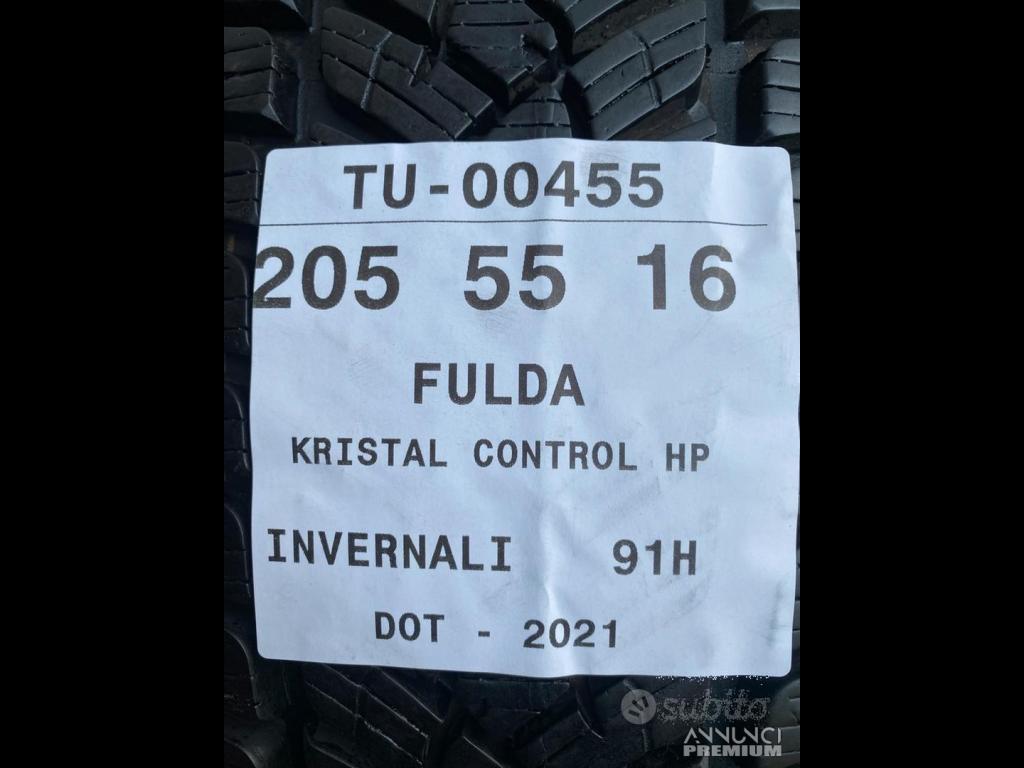 TU-00455
205 55 16
FULDA
KRISTAL CONTROL HP
INVERNALI 91H
DOT - 2021
subito
ANNUNCI
PREMIUM